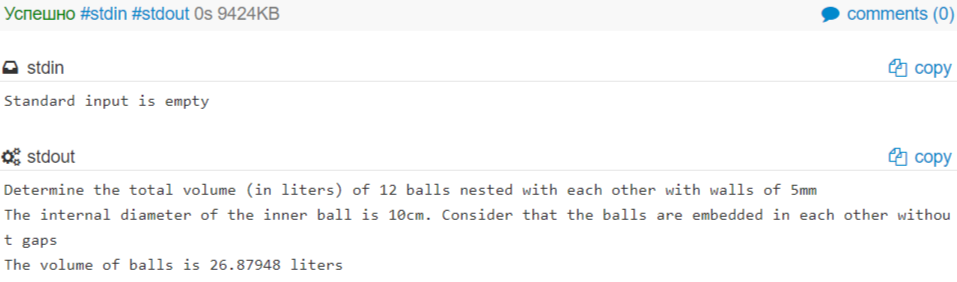 Успешно #stdin #stdout 0s 9424KB
comments (0)
stdin
copy
Standard input is empty
stdout
copy
Determine the total volume (in liters) of 12 balls nested with each other with walls of 5mm
The internal diameter of the inner ball is 10cm. Consider that the balls are embedded in each other withou
t gaps
The volume of balls is 26.87948 liters